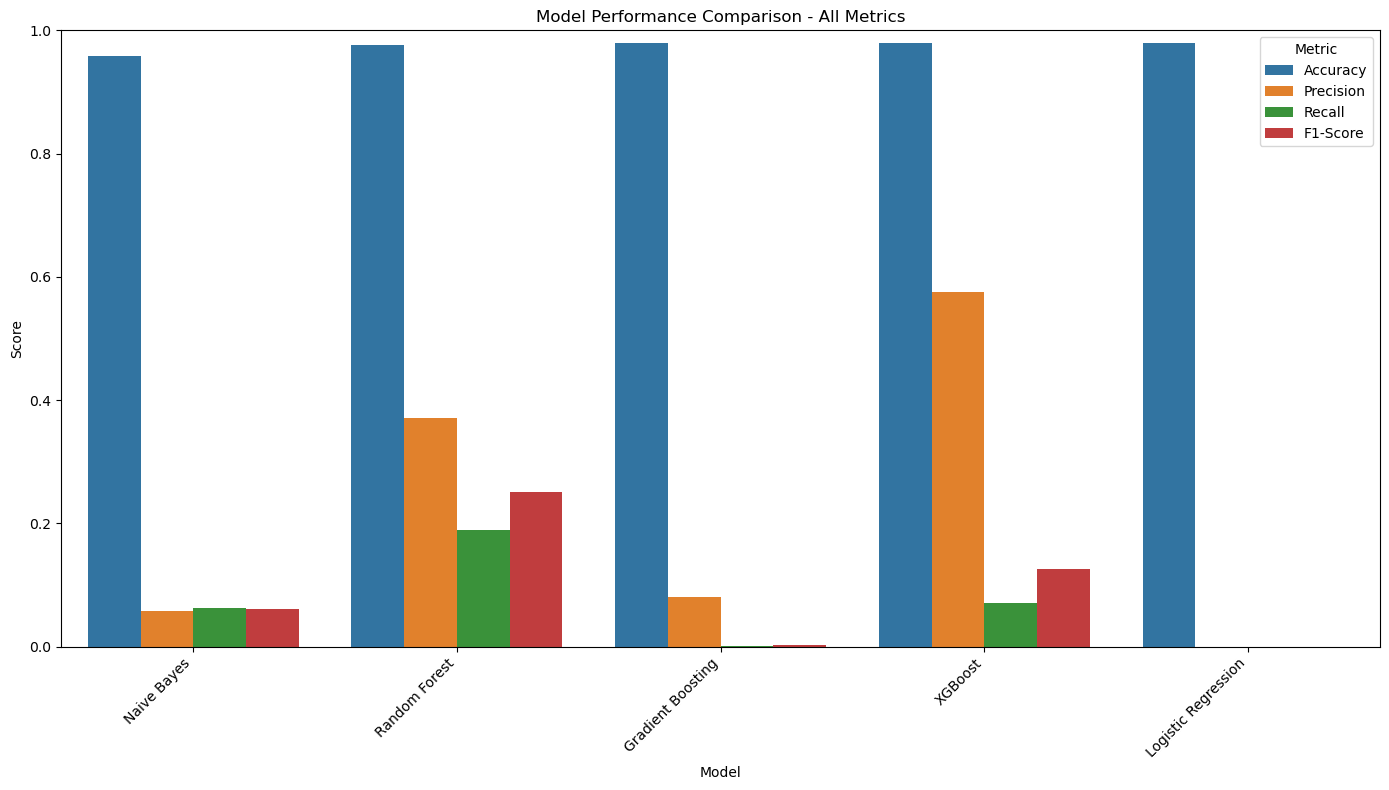 Model Performance Comparison - All Metrics
1.0
0.8
0.6
0.4
0.2
0.0
Score
Metric
Accuracy
Precision
Recall
F1-Score
Naive Bayes
Random Forest
Gradient Boosting
XGBoost
Logistic Regression
Model